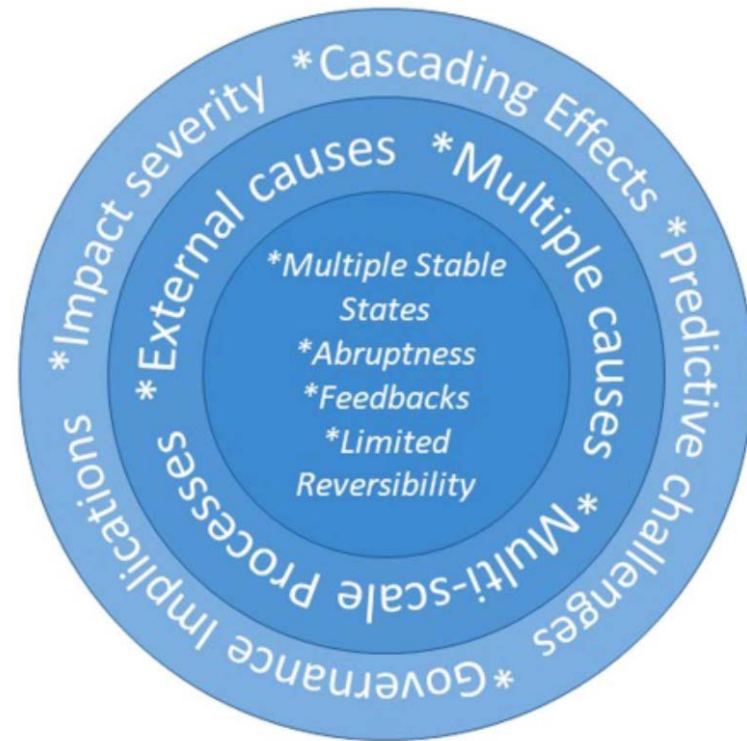 *Impact severity *Cascading Effects *Predictive challenges *Governance Implications
*External causes *Multiple causes *Multi-scale Processes
*Multiple Stable
States
*Abruptness
*Feedbacks
*Limited
Reversibility